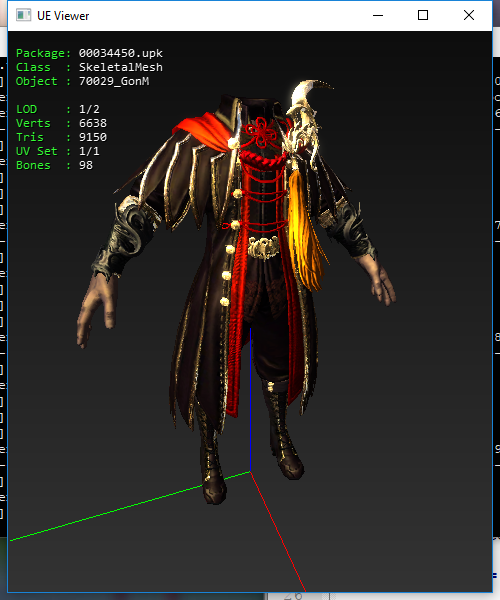 UE Viewer
Package: 00034450.upk
Class : SkeletalMesh
Object : 70029_GonM
LOD : 1/2
Verts : 6638
Tris : 9150
UV Set : 1/1
Bones : 98